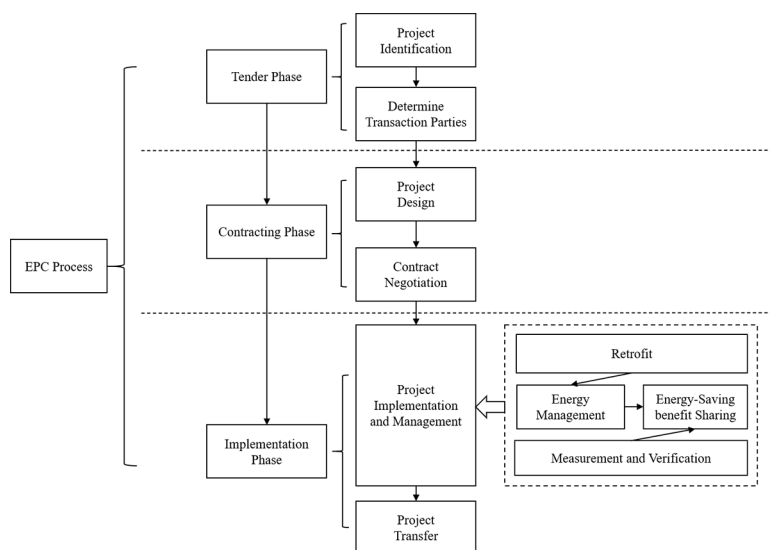 Project
Identification
Tender Phase
Determine
Transaction Parties
Project
Design
Contracting Phase
EPC Process
Contract
Negotiation
Retrofit
Project
Implementation
and Management
Energy
Management
Energy-Saving
benefit Sharing
Implementation
Phase
Measurement and Verification
Project
Transfer